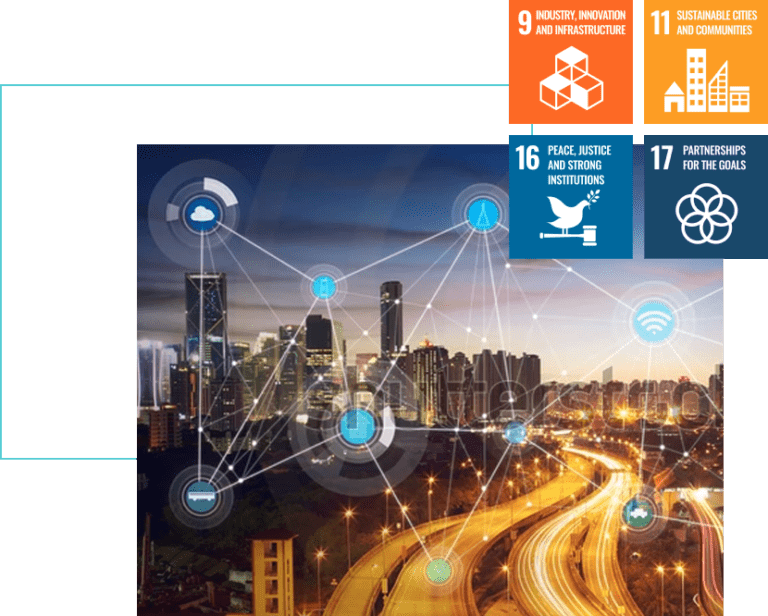 9 INDUSTRY, INNOVATION
AND INFRASTRUCTURE
11 SUSTAINABLE CITIES
AND COMMUNITIES
16 PEACE, JUSTICE
AND STRONG
INSTITUTIONS
17 PARTNERSHIPS
FOR THE GOALS